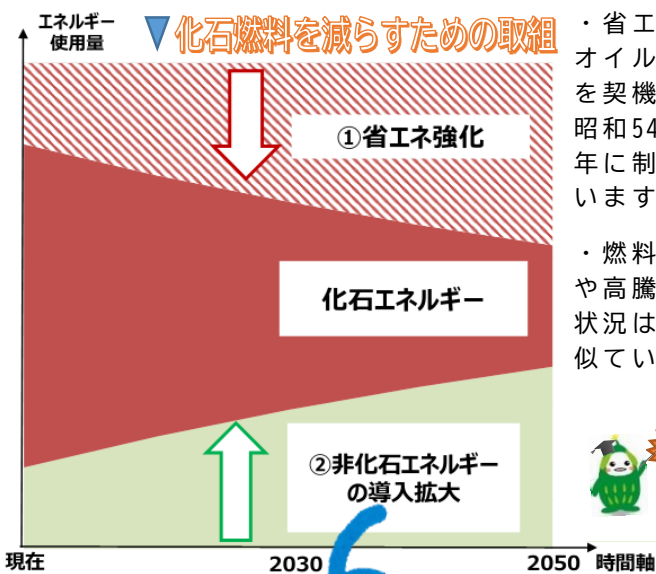 エネルギー
使用量
▼化石燃料を減らすための取組
①省エネ強化
化石エネルギー
②非化石エネルギー
の導入拡大
現在
2030
2050
時間軸
・省エ
オイル
を契機
昭和54
年に制
います
・燃料
や高騰
状況は
似てい